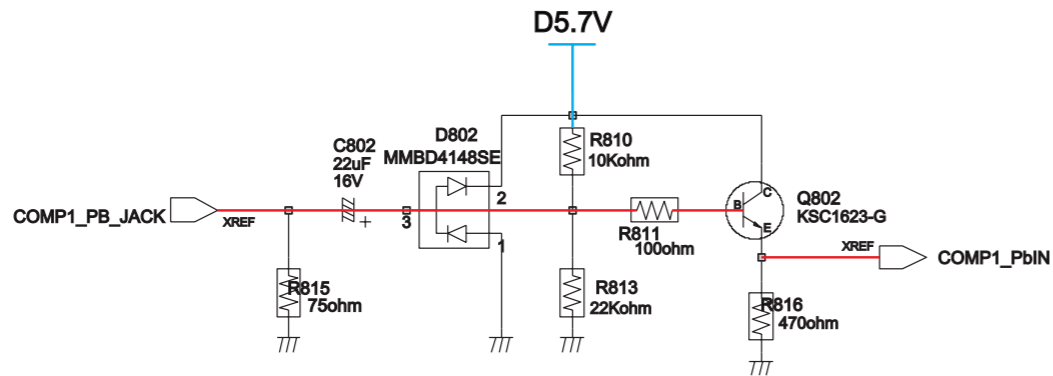 D5.7V
C802
22uF
16V
D802
MMBD4148SE
R810
10Kohm
2
C
B
E
Q802
KSC1623-G
COMP1_PB_JACK
XREF
+
3
1
R811
100ohm
XREF
COMP1_PbIN
R815
75ohm
R813
22Kohm
R816
470ohm